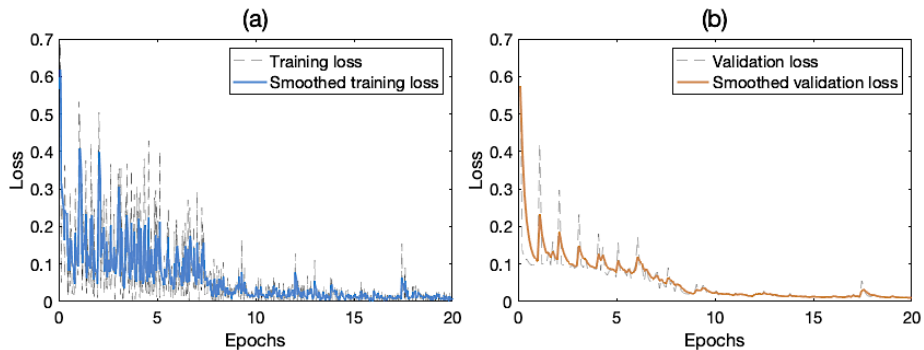 (a)
0.7
0.6
0.5
0.4
0.3
0.2
0.1
0
Loss
Training loss
Smoothed training loss
0 5 10 15 20
Epochs
(b)
0.7
0.6
0.5
0.4
0.3
0.2
0.1
0
Loss
Validation loss
Smoothed validation loss
0 5 10 15 20
Epochs